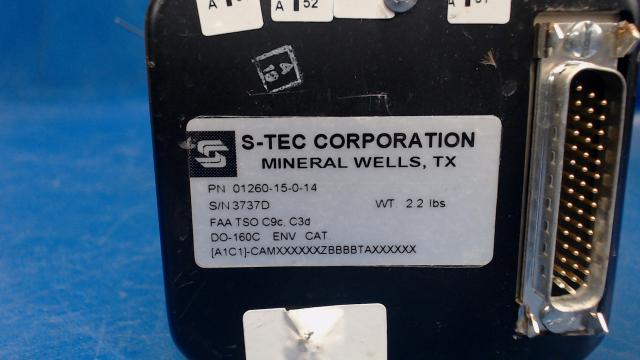 A 52
S-TEC CORPORATION
MINERAL WELLS, TX
PN 01260-15-0-14
S/N 3737D WT 2.2 lbs
FAA TSO C9c, C3d
DO-160C ENV CAT
[A1C1]-CAMXXXXXXZBBBBTAXXXXXX